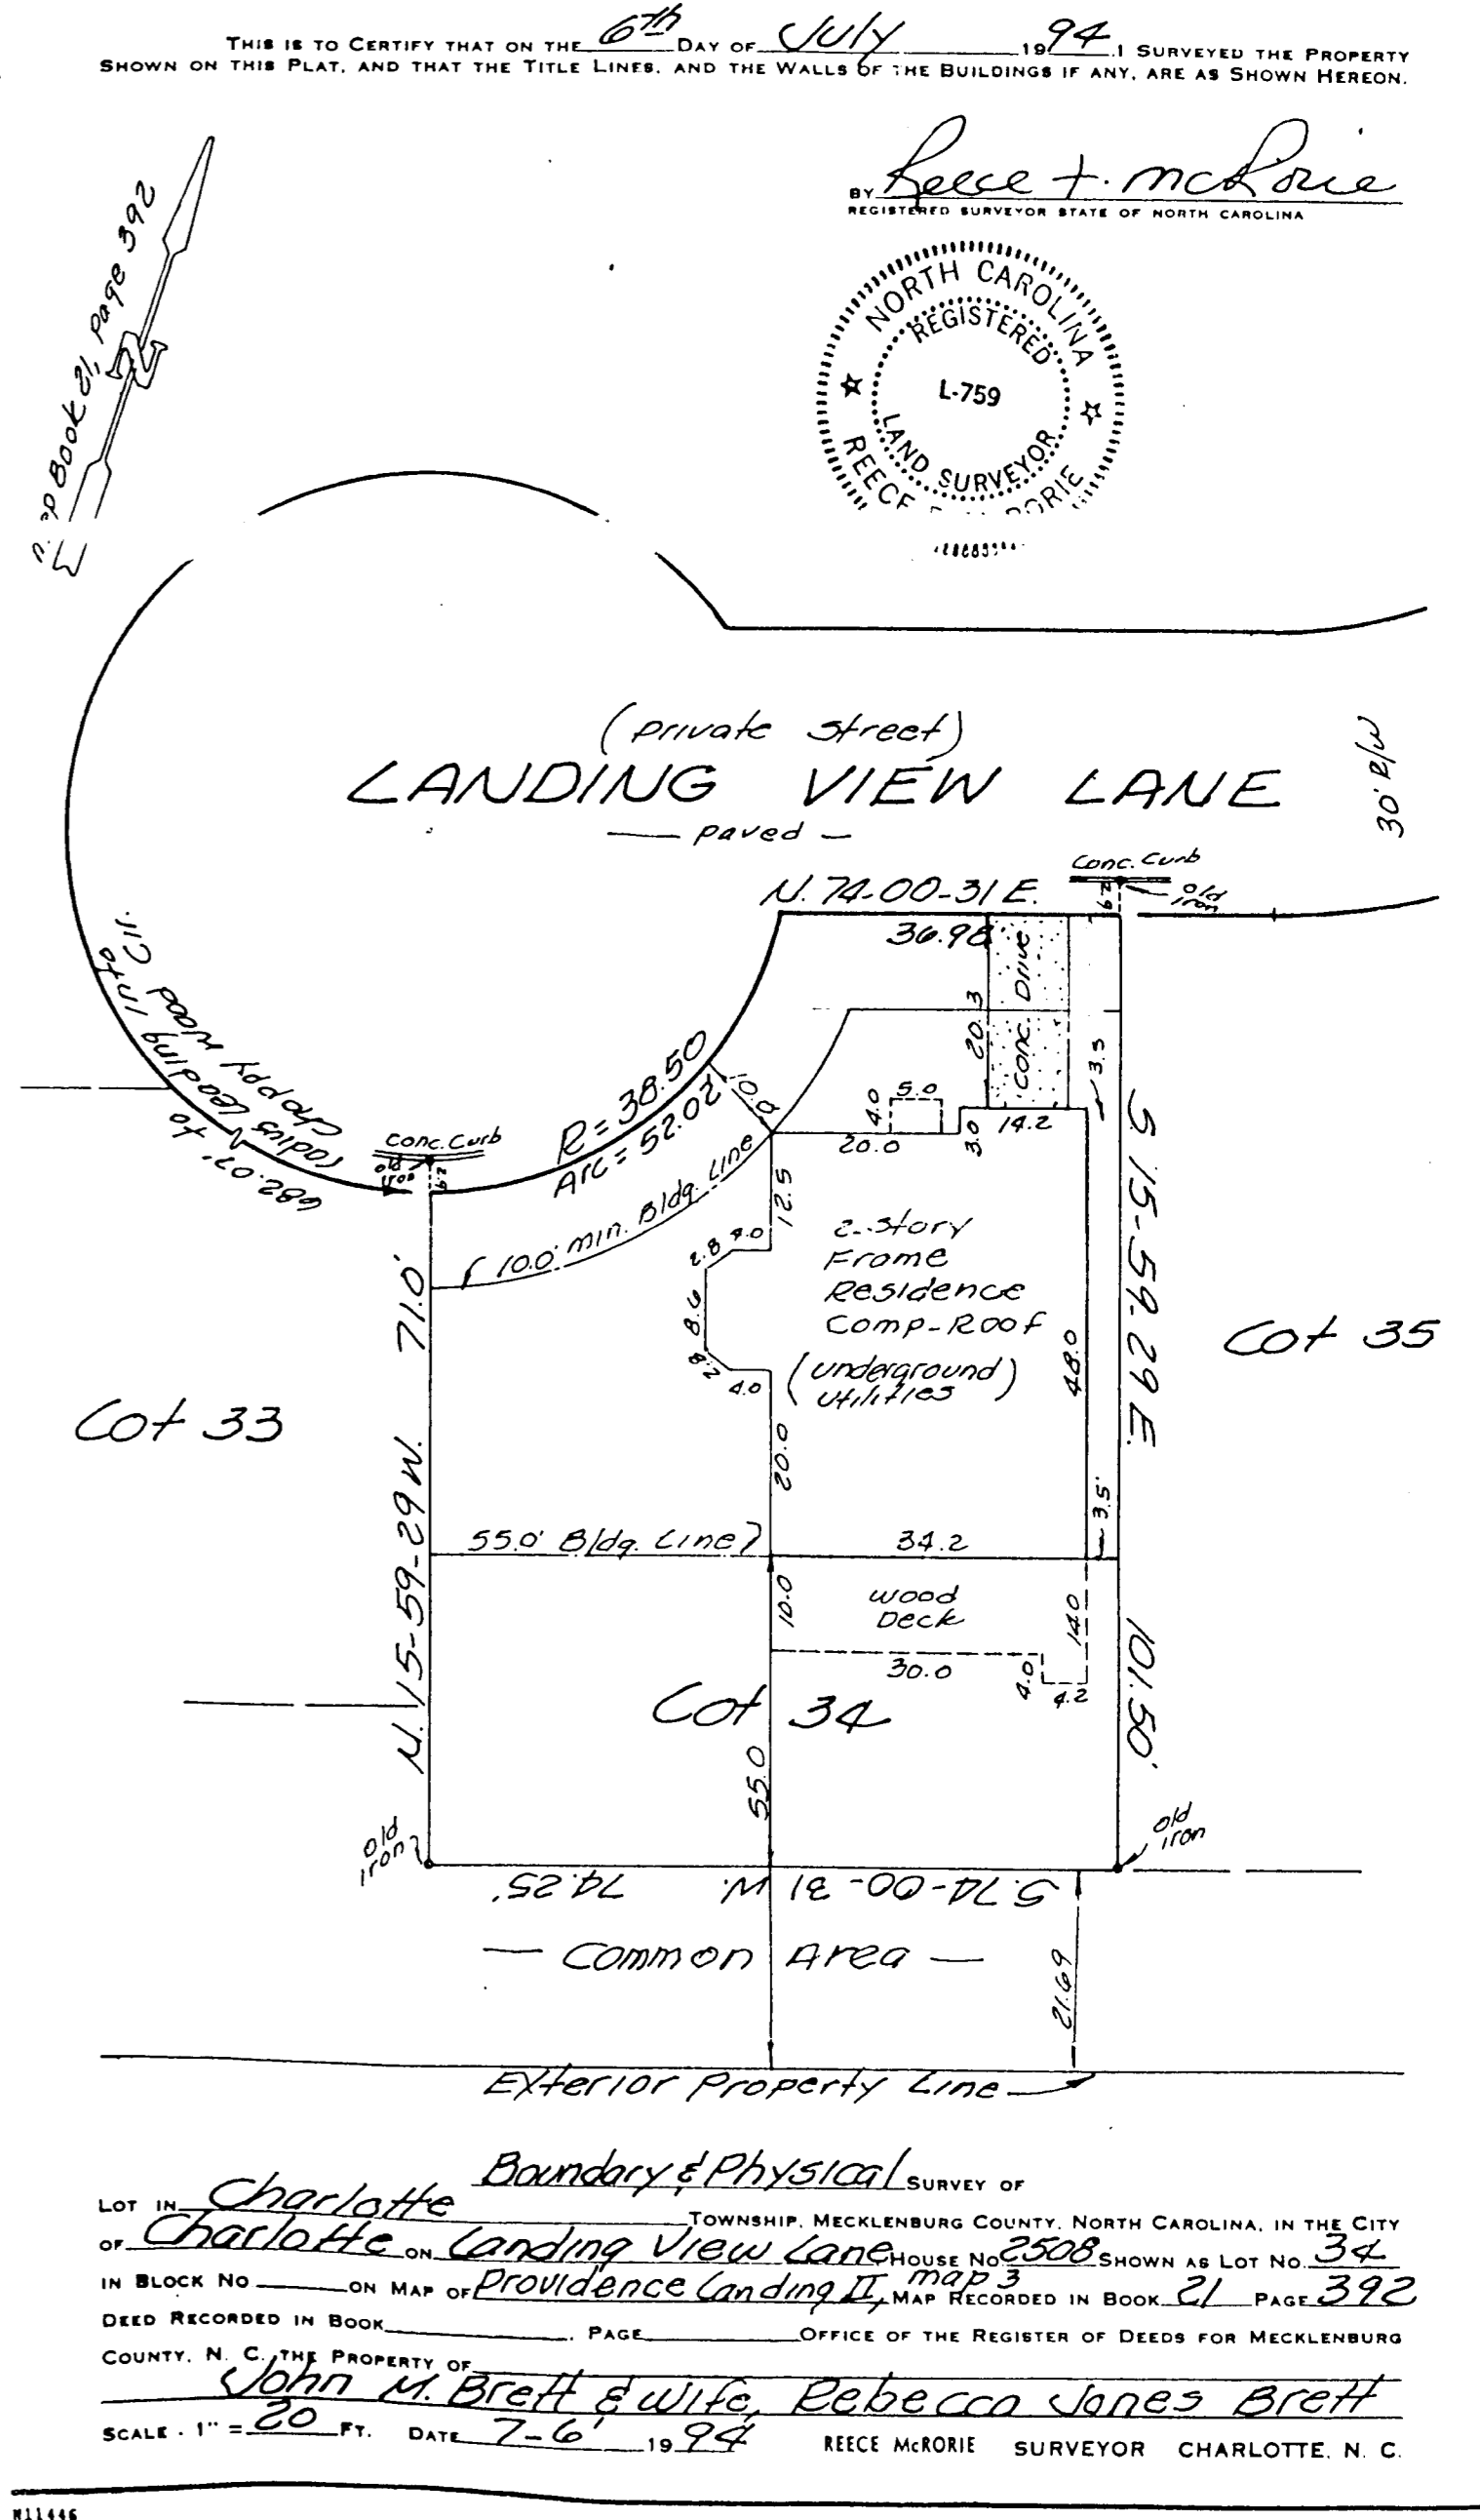 THIS IS TO CERTIFY THAT ON THE 6th DAY OF July 1994. I SURVEYED THE PROPERTY
SHOWN ON THIS PLAT, AND THAT THE TITLE LINES, AND THE WALLS OF THE BUILDINGS IF ANY, ARE AS SHOWN HEREON.
BY Reece F. McRorie
REGISTERED SURVEYOR STATE OF NORTH CAROLINA
Book 21, Page 392
NORTH CAROLINA
REGISTERED
L-759
LAND SURVEYOR
REECE
(private street)
LANDING VIEW LANE
paved
30' R/W
Conc. Curb
N. 74-00-31 E.
6.2
old
iron
36.98'
CONC. DRIVE
20.3
3.5
682.07' to
radius leading into
Choppy Wood Cir.
Conc. Curb
old
iron
6.2
R = 38.50
Arc = 52.02'
10.0
5.0
4.0
20.0
3.0
14.2
10.0' min. Bldg. Line
12.5
4.0
2.8
8.6
2.8
4.0
2-Story
Frame
Residence
Comp-Roof
(underground)
utilities
48.0
S 15-59-29 E.
Lot 35
Lot 33
71.0'
N. 15-59-29 W.
20.0
3.5'
55.0' Bldg. Line
34.2
10.0
Wood
Deck
14.0
30.0
4.0
4.2
101.50'
Lot 34
55.0
old
iron
old
iron
S. 74-00-31 W. 74.25'
Common Area
21.69
Exterior Property Line
Boundary & Physical SURVEY OF
LOT IN Charlotte TOWNSHIP, MECKLENBURG COUNTY, NORTH CAROLINA, IN THE CITY
OF Charlotte ON Landing View Lane HOUSE NO 2508 SHOWN AS LOT NO. 34
IN BLOCK NO ON MAP OF Providence Landing II, map 3 MAP RECORDED IN BOOK 21 PAGE 392
DEED RECORDED IN BOOK . PAGE OFFICE OF THE REGISTER OF DEEDS FOR MECKLENBURG
COUNTY, N. C., THE PROPERTY OF
John M. Brett & wife, Rebecca Jones Brett
SCALE . 1" = 20 FT. DATE 7-6 1994 REECE McRORIE SURVEYOR CHARLOTTE, N. C.
M11446